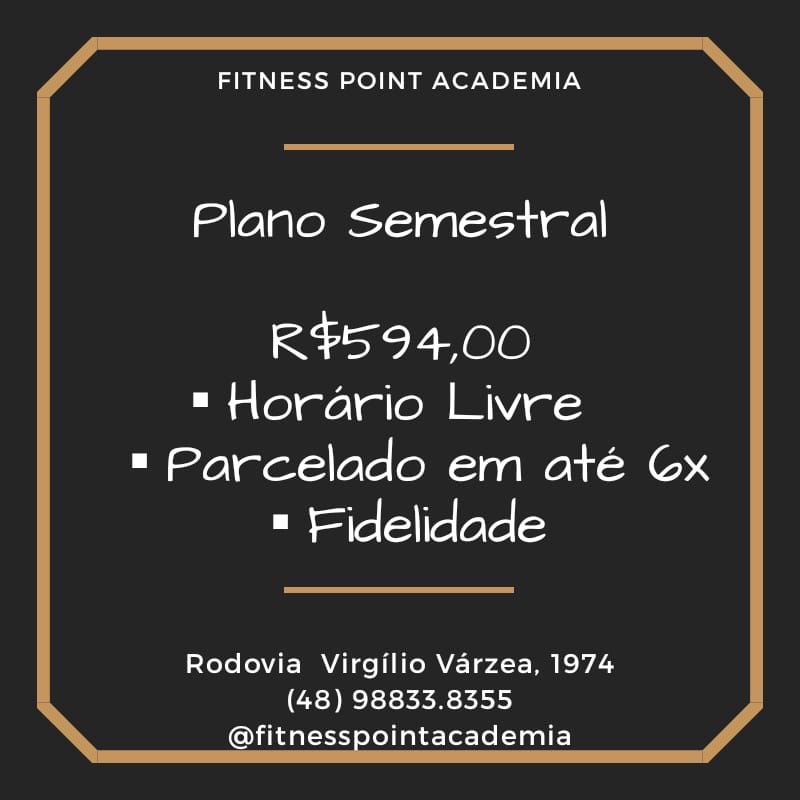 FITNESS POINT ACADEMIA
Plano Semestral
R$594,00
▪ Horário Livre
▪ Parcelado em até 6x
▪ Fidelidade
Rodovia Virgílio Várzea, 1974
(48) 98833.8355
@fitnesspointacademia